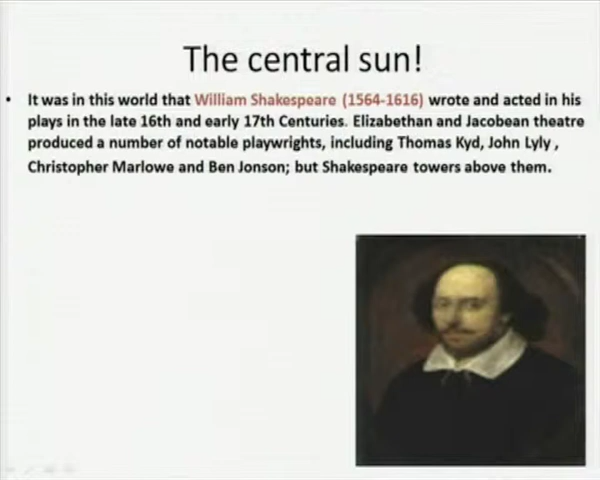 The central sun!
• It was in this world that William Shakespeare (1564-1616) wrote and acted in his
plays in the late 16th and early 17th Centuries. Elizabethan and Jacobean theatre
produced a number of notable playwrights, including Thomas Kyd, John Lyly ,
Christopher Marlowe and Ben Jonson; but Shakespeare towers above them.